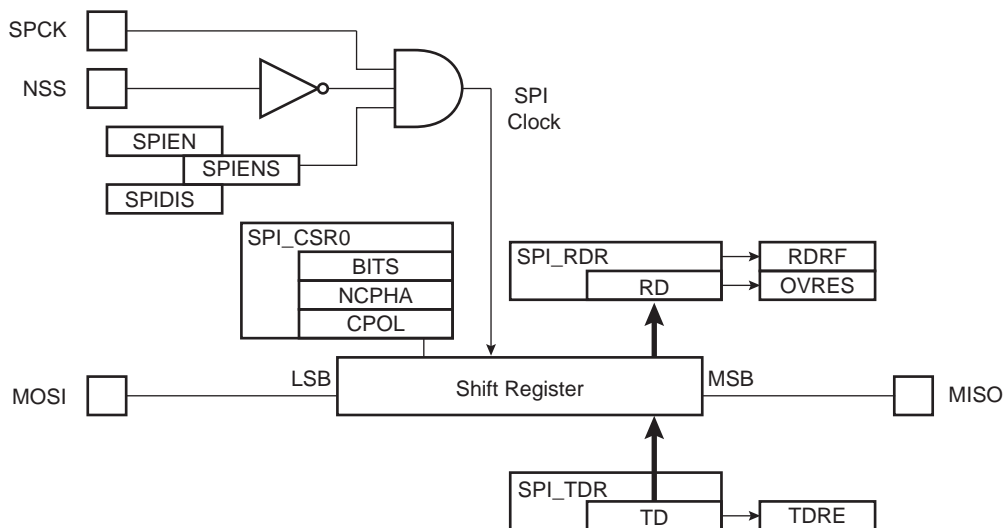 SPCK
NSS
SPI
Clock
SPIEN
SPIENS
SPIDIS
SPI_CSR0
BITS
NCPHA
CPOL
SPI_RDR
RD
RDRF
OVRES
LSB
Shift Register
MSB
MOSI
MISO
SPI_TDR
TD
TDRE